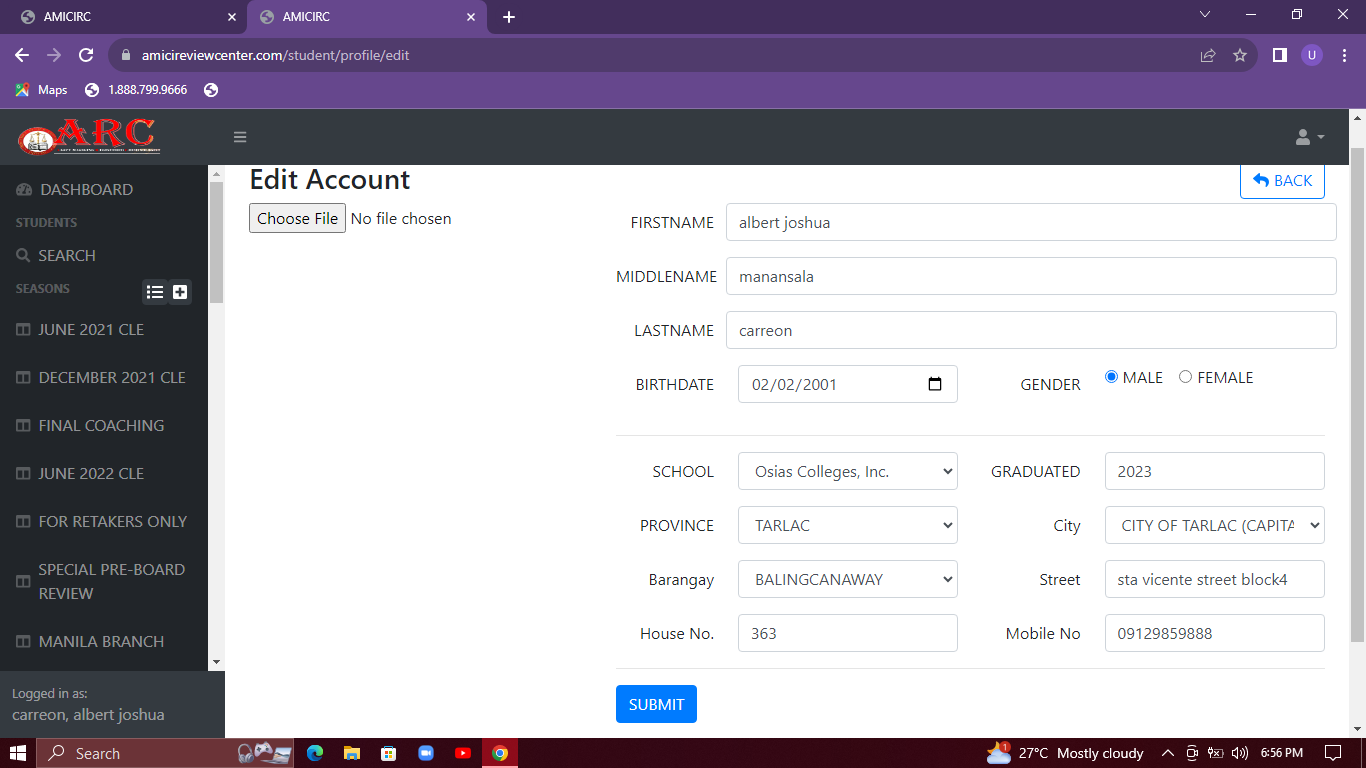 AMICIRC
AMICIRC
amicireviewcenter.com/student/profile/edit
U
Maps
1.888.799.9666
ARC
DASHBOARD
STUDENTS
SEARCH
SEASONS
JUNE 2021 CLE
DECEMBER 2021 CLE
FINAL COACHING
JUNE 2022 CLE
FOR RETAKERS ONLY
SPECIAL PRE-BOARD
REVIEW
MANILA BRANCH
Logged in as:
carreon, albert joshua
Edit Account
BACK
Choose File No file chosen
FIRSTNAME albert joshua
MIDDLENAME manansala
LASTNAME carreon
BIRTHDATE 02/02/2001 GENDER MALE FEMALE
SCHOOL Osias Colleges, Inc. GRADUATED 2023
PROVINCE TARLAC City CITY OF TARLAC (CAPITA
Barangay BALINGCANAWAY Street sta vicente street block4
House No. 363 Mobile No 09129859888
SUBMIT
Search 1 27°C Mostly cloudy 6:56 PM